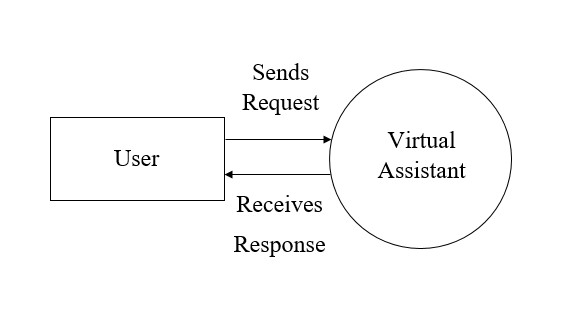 Sends
Request
User
Virtual
Assistant
Receives
Response